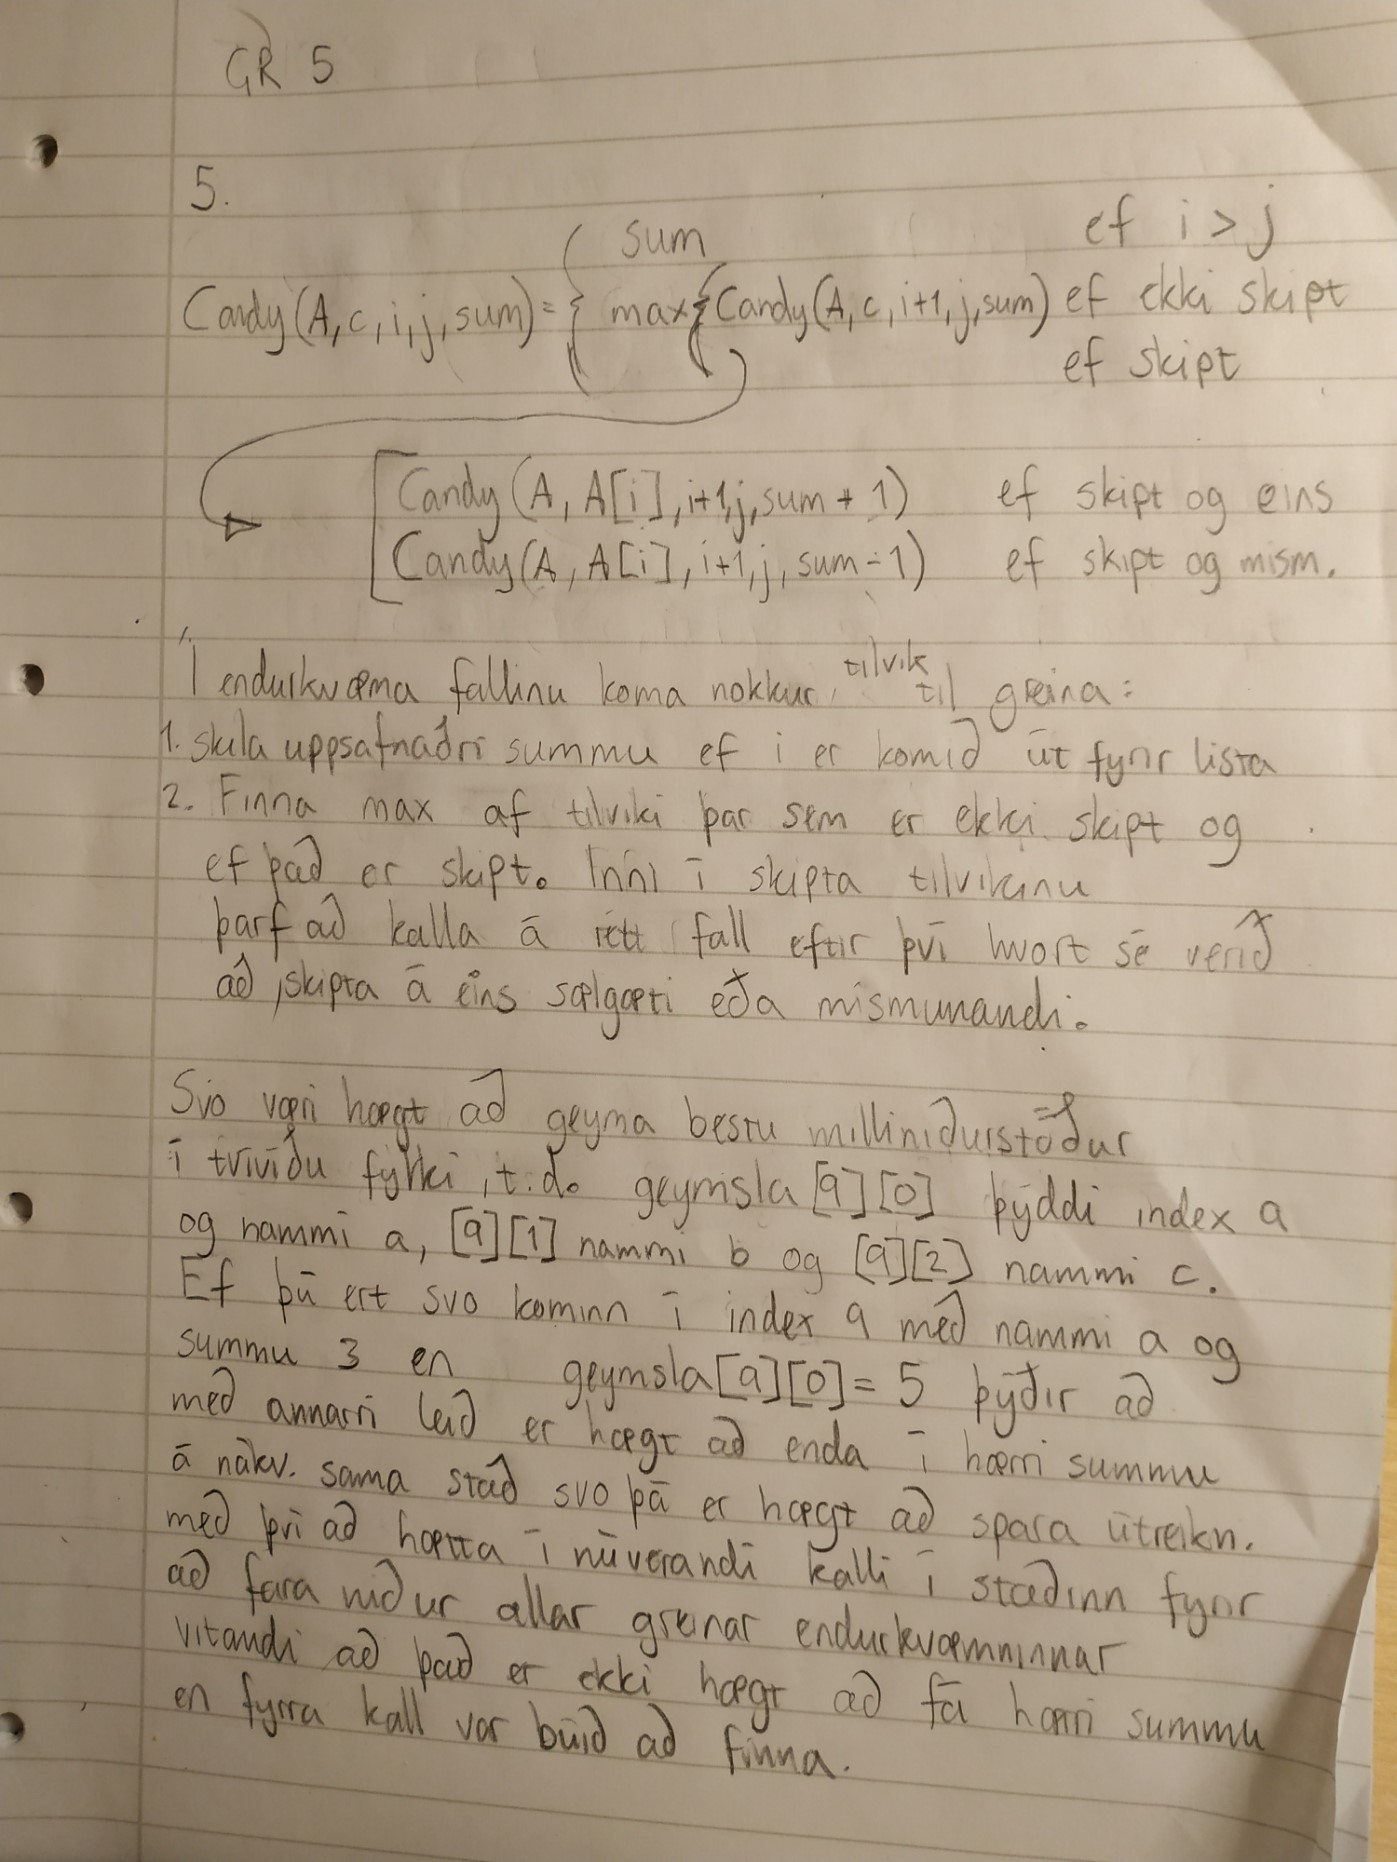 GR 5
5.
sum ef i > j
Candy(A, c, i, j, sum) = { max { Candy(A, c, i+1, j, sum) ef ekki skipt
ef skipt
[ Candy(A, A[i], i+1, j, sum + 1) ef skipt og eins
Candy(A, A[i], i+1, j, sum - 1) ef skipt og mism.
Í endurkvæma fallinu koma nokkur tilvik til greina:
1. skila uppsafnaðri summu ef i er komið út fyrir lista
2. Finna max af tilviki þar sem er ekki skipt og
ef það er skipt. Inní í skipta tilvikinu
þarf að kalla á rétt fall eftir því hvort sé verið
að skipta á eins sælgæti eða mismunandi.
Svo væri hægt að geyma bestu milliniðurstöður
í tvívíðu fylki, t.d. geymsla[9][0] þýddi index 9
og nammi a, [9][1] nammi b og [9][2] nammi c.
Ef þú ert svo kominn í index 9 með nammi a og
summu 3 en geymsla[9][0] = 5 þýðir að
með annarri leið er hægt að enda í hærri summu
á nákv. sama stað svo þá er hægt að spara útreikn.
með því að hætta í núverandi kalli í staðinn fyrir
að fara niður allar greinar endurkvæmninnar
vitandi að það er ekki hægt að fá hærri summu
en fyrra kall var búið að finna.